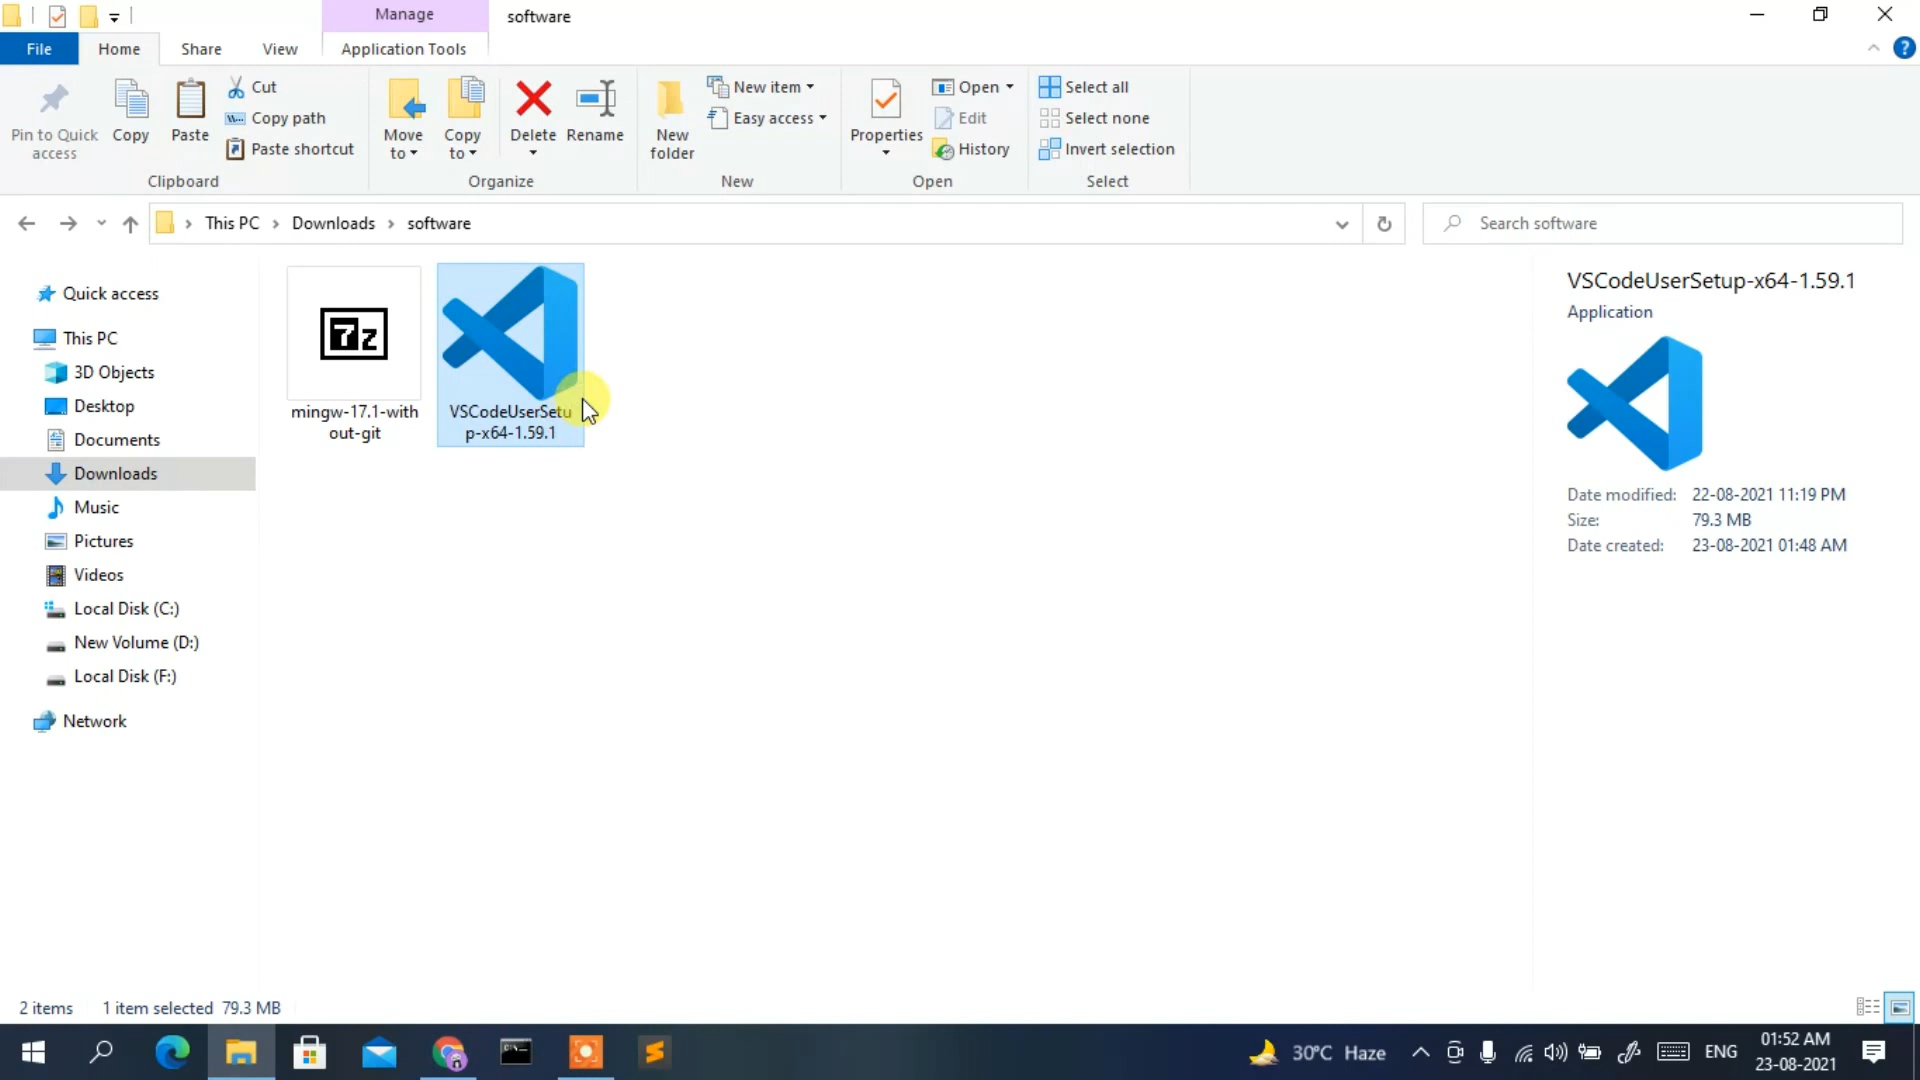 Manage
software
File
Home
Share
View
Application Tools
Pin to Quick
access
Copy
Paste
Cut
Copy path
Paste shortcut
Clipboard
Move
to
Copy
to
Delete
Rename
Organize
New
folder
New item
Easy access
New
Properties
Open
Edit
History
Open
Select all
Select none
Invert selection
Select
This PC
Downloads
software
Search software
Quick access
This PC
3D Objects
Desktop
Documents
Downloads
Music
Pictures
Videos
Local Disk (C:)
New Volume (D:)
Local Disk (F:)
Network
7z
mingw-17.1-with
out-git
VSCodeUserSetu
p-x64-1.59.1
VSCodeUserSetup-x64-1.59.1
Application
Date modified: 22-08-2021 11:19 PM
Size: 79.3 MB
Date created: 23-08-2021 01:48 AM
2 items
1 item selected 79.3 MB
30°C Haze
ENG
01:52 AM
23-08-2021